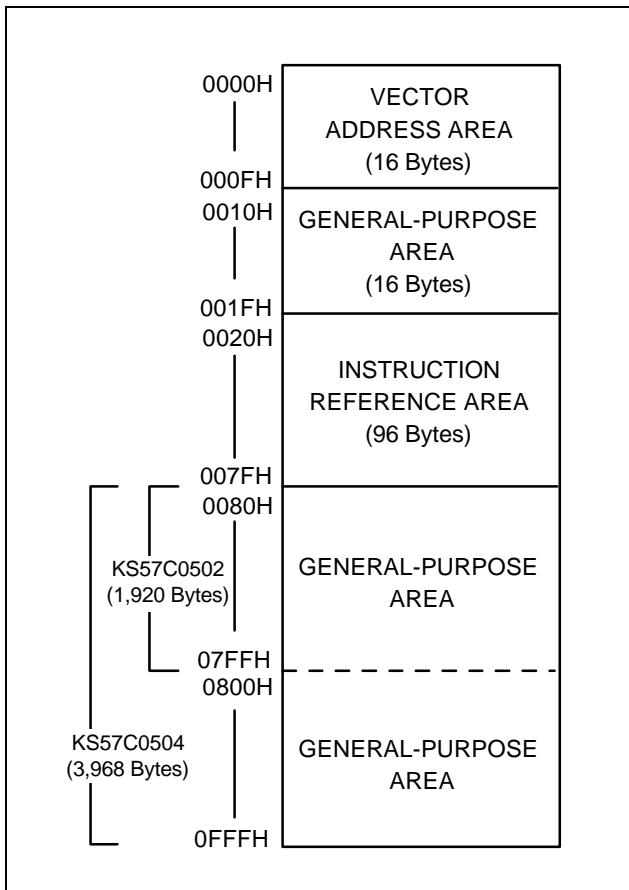 0000H
VECTOR
ADDRESS AREA
(16 Bytes)
000FH
0010H
GENERAL-PURPOSE
AREA
(16 Bytes)
001FH
0020H
INSTRUCTION
REFERENCE AREA
(96 Bytes)
007FH
0080H
KS57C0502
(1,920 Bytes)
GENERAL-PURPOSE
AREA
07FFH
0800H
KS57C0504
(3,968 Bytes)
GENERAL-PURPOSE
AREA
0FFFH